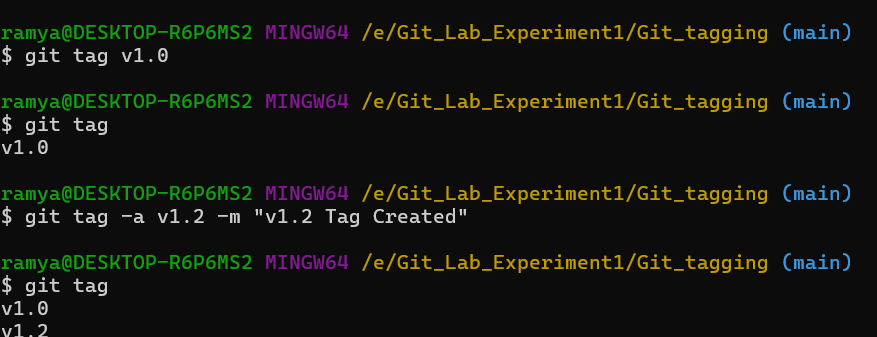 ramya@DESKTOP-R6P6MS2 MINGW64 /e/Git_Lab_Experiment1/Git_tagging (main)
$ git tag v1.0
ramya@DESKTOP-R6P6MS2 MINGW64 /e/Git_Lab_Experiment1/Git_tagging (main)
$ git tag
v1.0
ramya@DESKTOP-R6P6MS2 MINGW64 /e/Git_Lab_Experiment1/Git_tagging (main)
$ git tag -a v1.2 -m "v1.2 Tag Created"
ramya@DESKTOP-R6P6MS2 MINGW64 /e/Git_Lab_Experiment1/Git_tagging (main)
$ git tag
v1.0
v1.2